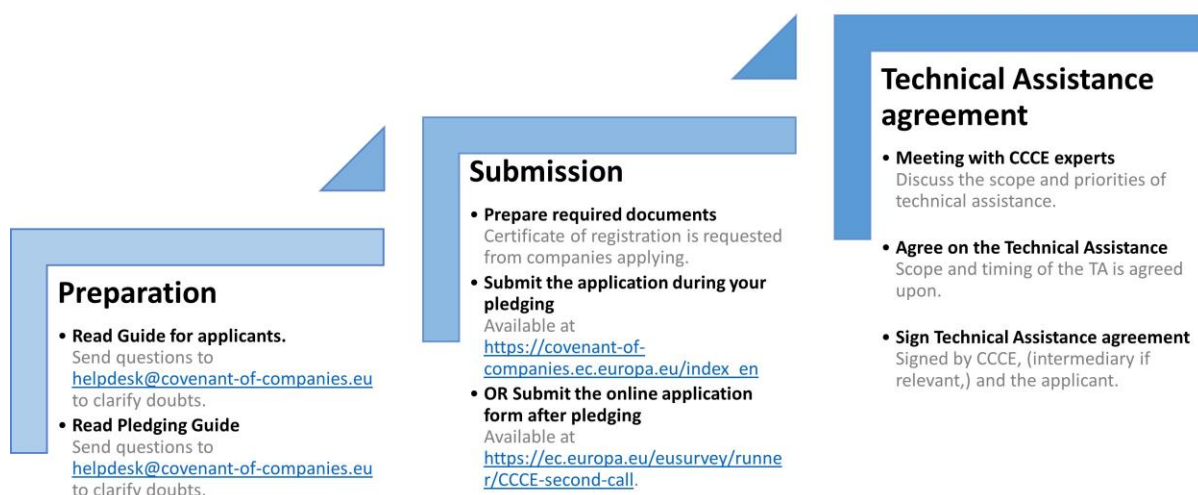 Preparation
• Read Guide for applicants.
Send questions to
helpdesk@covenant-of-companies.eu
to clarify doubts.
• Read Pledging Guide
Send questions to
helpdesk@covenant-of-companies.eu
to clarify doubts.
Submission
• Prepare required documents
Certificate of registration is requested
from companies applying.
• Submit the application during your
pledging
Available at
https://covenant-of-
companies.ec.europa.eu/index_en
• OR Submit the online application
form after pledging
Available at
https://ec.europa.eu/eusurvey/runne
r/CCCE-second-call.
Technical Assistance
agreement
• Meeting with CCCE experts
Discuss the scope and priorities of
technical assistance.
• Agree on the Technical Assistance
Scope and timing of the TA is agreed
upon.
• Sign Technical Assistance agreement
Signed by CCCE, (intermediary if
relevant,) and the applicant.